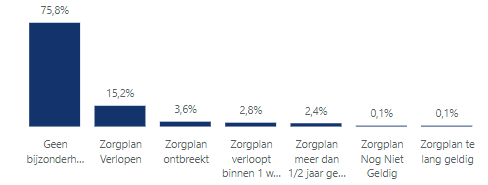 75,8%
15,2%
3,6%
2,8%
2,4%
0,1%
0,1%
Geen
bijzonderh...
Zorgplan
Verlopen
Zorgplan
ontbreekt
Zorgplan
verloopt
binnen 1 w...
Zorgplan
meer dan
1/2 jaar ge...
Zorgplan
Nog Niet
Geldig
Zorgplan te
lang geldig